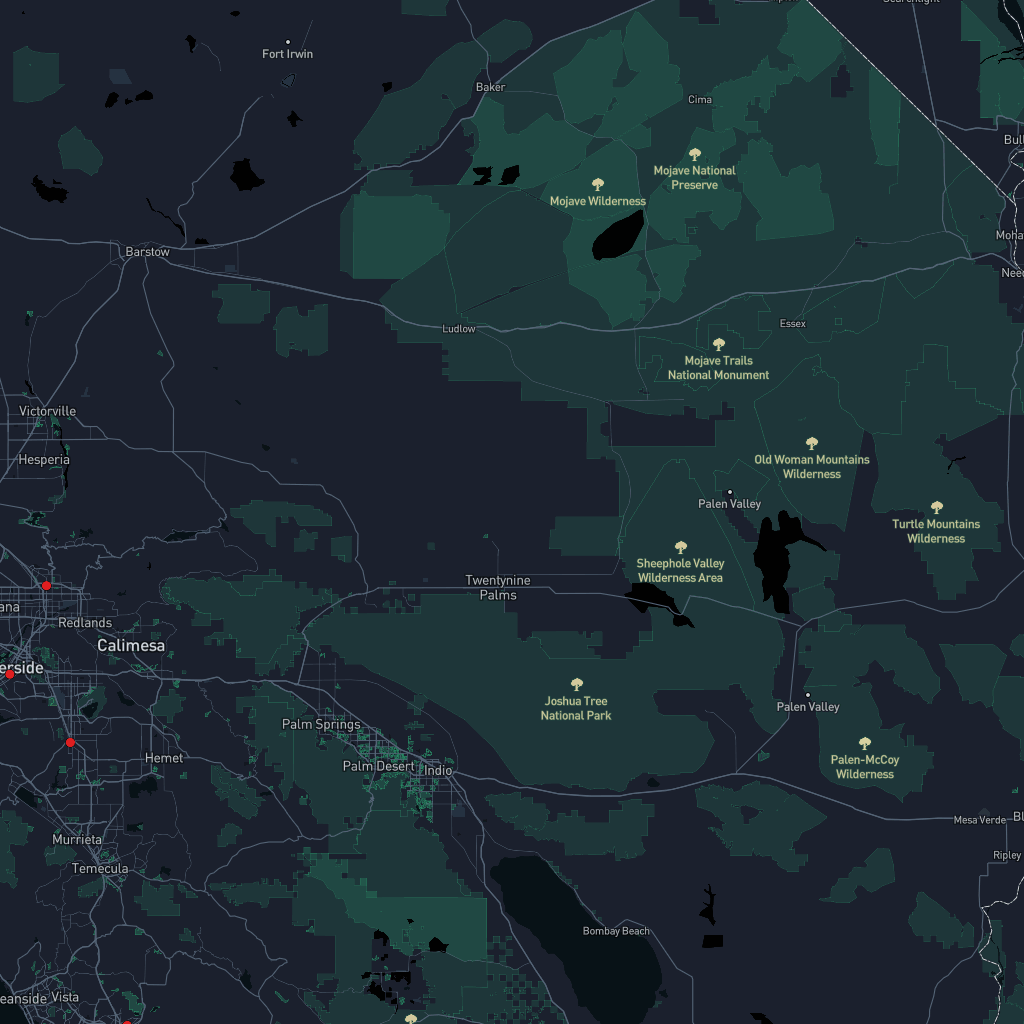 Searchlight
Fort Irwin
Baker
Cima
Bull
Mojave National
Preserve
Mojave Wilderness
Moha
Barstow
Need
Ludlow
Essex
Mojave Trails
National Monument
Victorville
Hesperia
Old Woman Mountains
Wilderness
Palen Valley
Turtle Mountains
Wilderness
Sheephole Valley
Wilderness Area
Twentynine
Palms
ana
Redlands
Calimesa
erside
Joshua Tree
National Park
Palen Valley
Palm Springs
Hemet
Palm Desert
Indio
Palen-McCoy
Wilderness
Mesa Verde
Bl
Murrieta
Ripley
Temecula
Bombay Beach
eanside
Vista